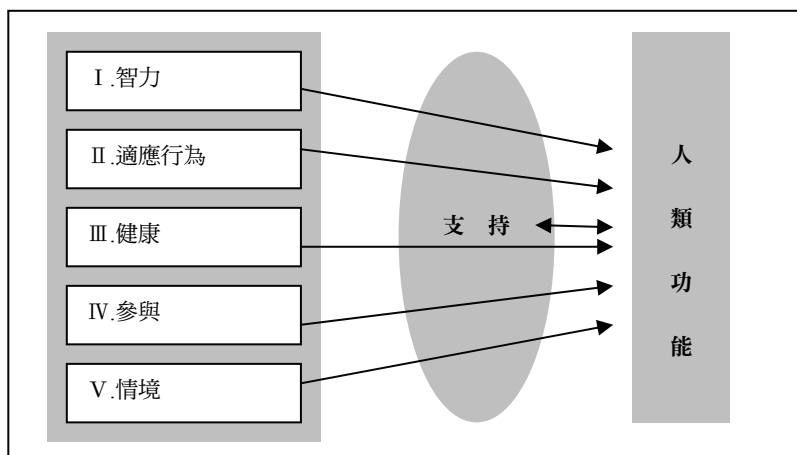 Ⅰ.智力
Ⅱ.適應行為
Ⅲ.健康
Ⅳ.參與
Ⅴ.情境
支 持
人
類
功
能